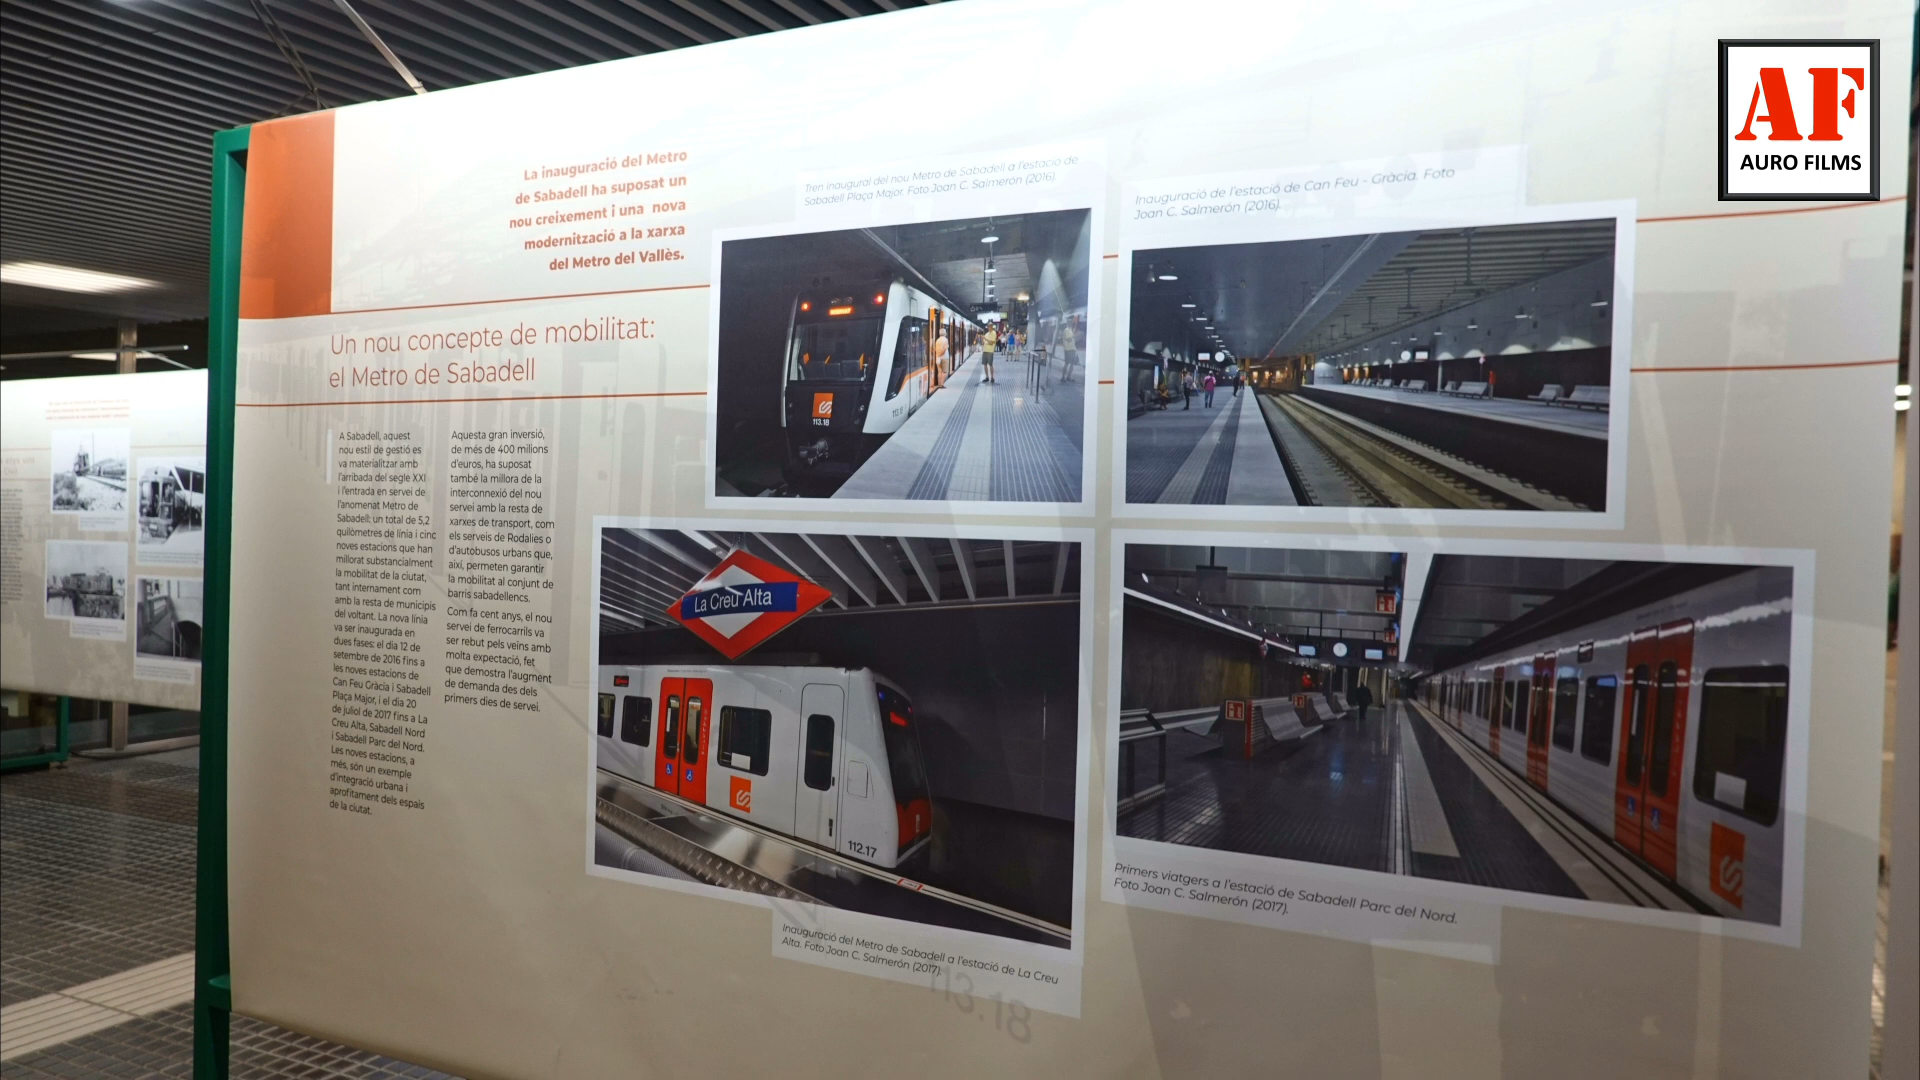 AF
AURO FILMS
La inauguració del Metro
de Sabadell ha suposat un
nou creixement i una nova
modernització a la xarxa
del Metro del Vallès.
Un nou concepte de mobilitat:
el Metro de Sabadell
A Sabadell, aquest
nou estil de gestió es
va materialitzar amb
l'arribada del segle XXI
i l'entrada en servei de
l'anomenat Metro de
Sabadell: un total de 5,2
quilòmetres de línia i cinc
noves estacions que han
millorat substancialment
la mobilitat de la ciutat,
tant internament com
amb la resta de municipis
del voltant. La nova línia
va ser inaugurada en
dues fases: el dia 12 de
setembre de 2016 fins a
les noves estacions de
Can Feu Gràcia i Sabadell
Plaça Major, i el dia 20
de juliol de 2017 fins a La
Creu Alta, Sabadell Nord
i Sabadell Parc del Nord.
Les noves estacions, a
més, són un exemple
d'integració urbana i
aprofitament dels espais
de la ciutat.
Aquesta gran inversió,
de més de 400 milions
d'euros, ha suposat
també la millora de la
interconnexió del nou
servei amb la resta de
xarxes de transport, com
els serveis de Rodalies o
d'autobusos urbans que,
així, permeten garantir
la mobilitat al conjunt de
barris sabadellencs.
Com fa cent anys, el nou
servei de ferrocarrils va
ser rebut pels veïns amb
molta expectació, fet
que demostra l'augment
de demanda des dels
primers dies de servei.
Tren inaugural del nou Metro de Sabadell a l'estació de
Sabadell Plaça Major. Foto Joan C. Salmerón (2016).
113.18
Inauguració de l'estació de Can Feu - Gràcia. Foto
Joan C. Salmerón (2016).
La Creu Alta
112.17
Inauguració del Metro de Sabadell a l'estació de La Creu
Alta. Foto Joan C. Salmerón (2017).
113.18
Primers viatgers a l'estació de Sabadell Parc del Nord.
Foto Joan C. Salmerón (2017).